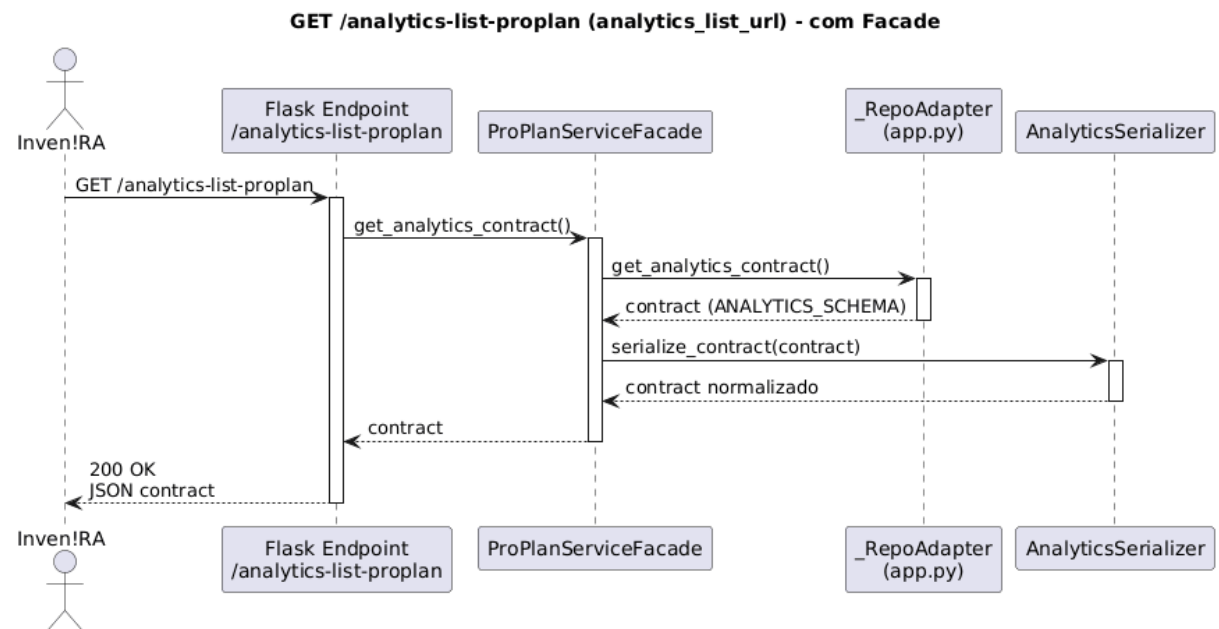 GET /analytics-list-proplan (analytics_list_url) - com Facade
Inven!RA
Flask Endpoint
/analytics-list-proplan
ProPlanServiceFacade
_RepoAdapter
(app.py)
AnalyticsSerializer
GET /analytics-list-proplan
get_analytics_contract()
get_analytics_contract()
contract (ANALYTICS_SCHEMA)
serialize_contract(contract)
contract normalizado
contract
200 OK
JSON contract
Inven!RA
Flask Endpoint
/analytics-list-proplan
ProPlanServiceFacade
_RepoAdapter
(app.py)
AnalyticsSerializer